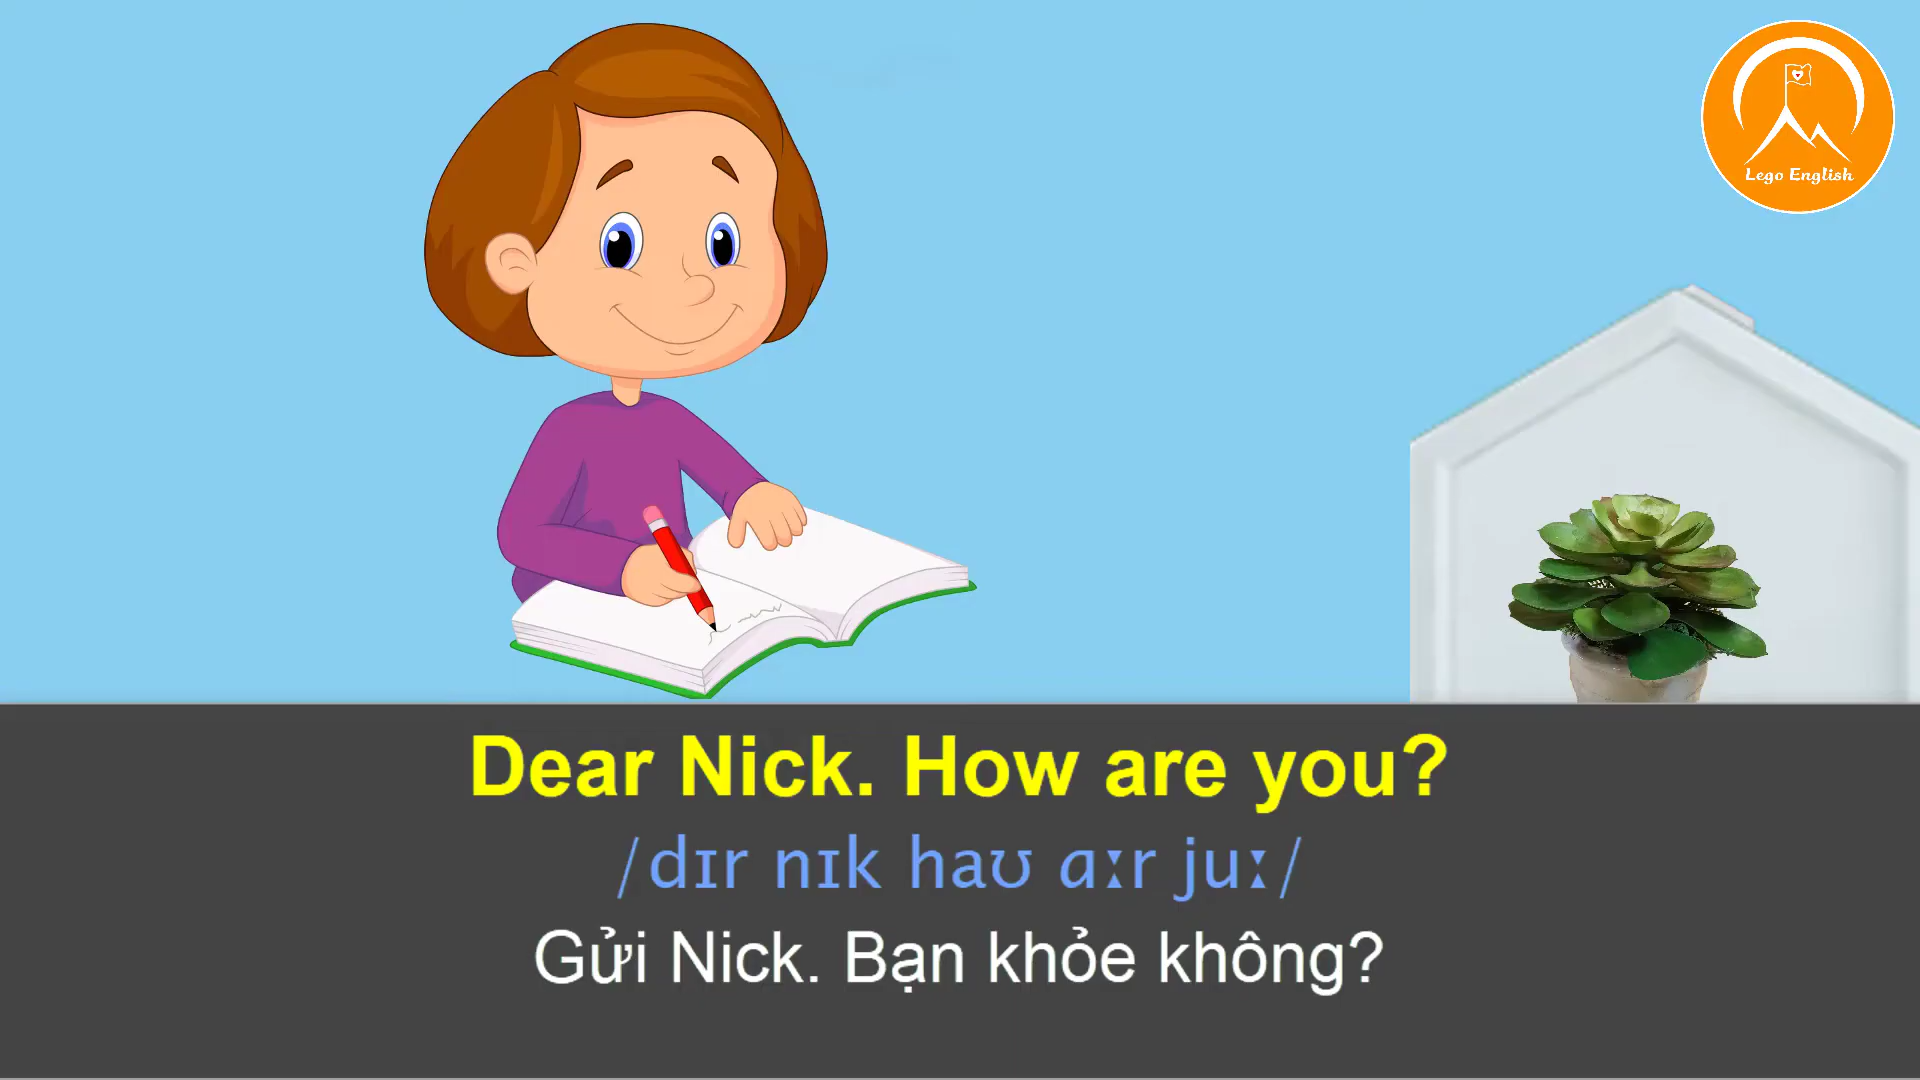 Lego English
Dear Nick. How are you?
/dɪr nɪk haʊ ɑːr juː/
Gửi Nick. Bạn khỏe không?